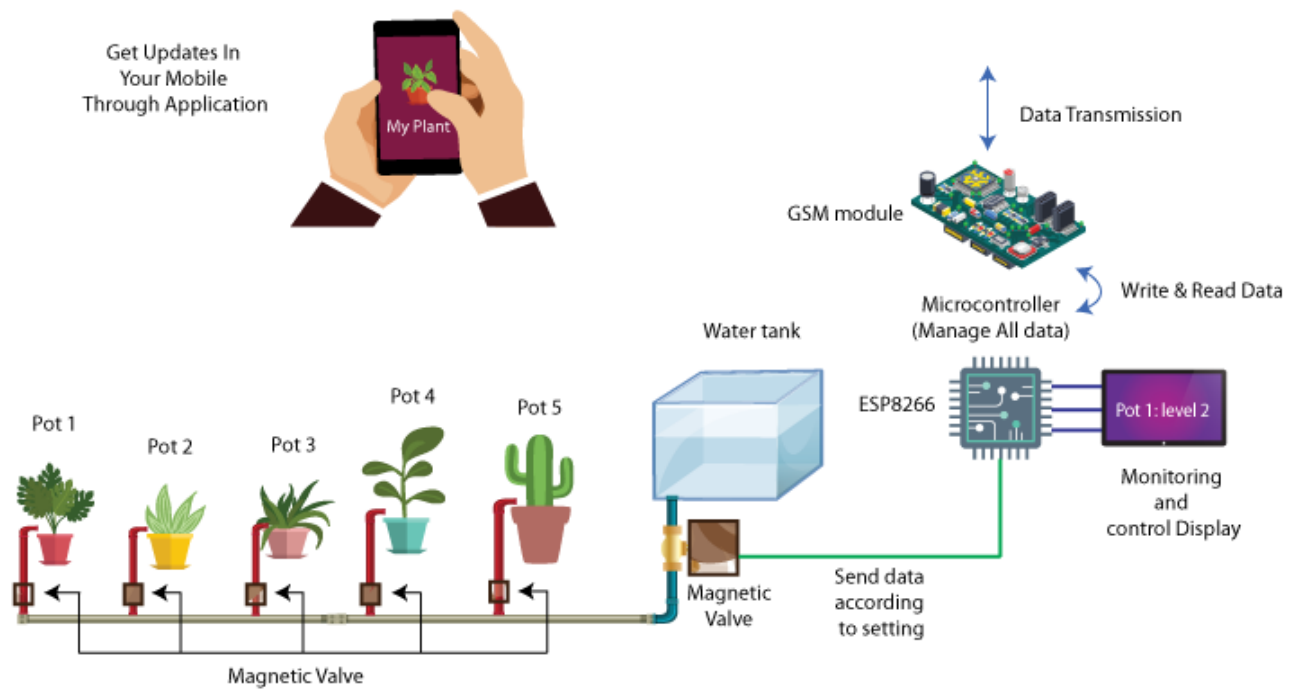 Get Updates In
Your Mobile
Through Application
My Plant
Data Transmission
GSM module
Write & Read Data
Microcontroller
(Manage All data)
Water tank
ESP8266
Pot 1: level 2
Pot 1
Pot 2
Pot 3
Pot 4
Pot 5
Monitoring
and
control Display
Magnetic
Valve
Send data
according
to setting
Magnetic Valve